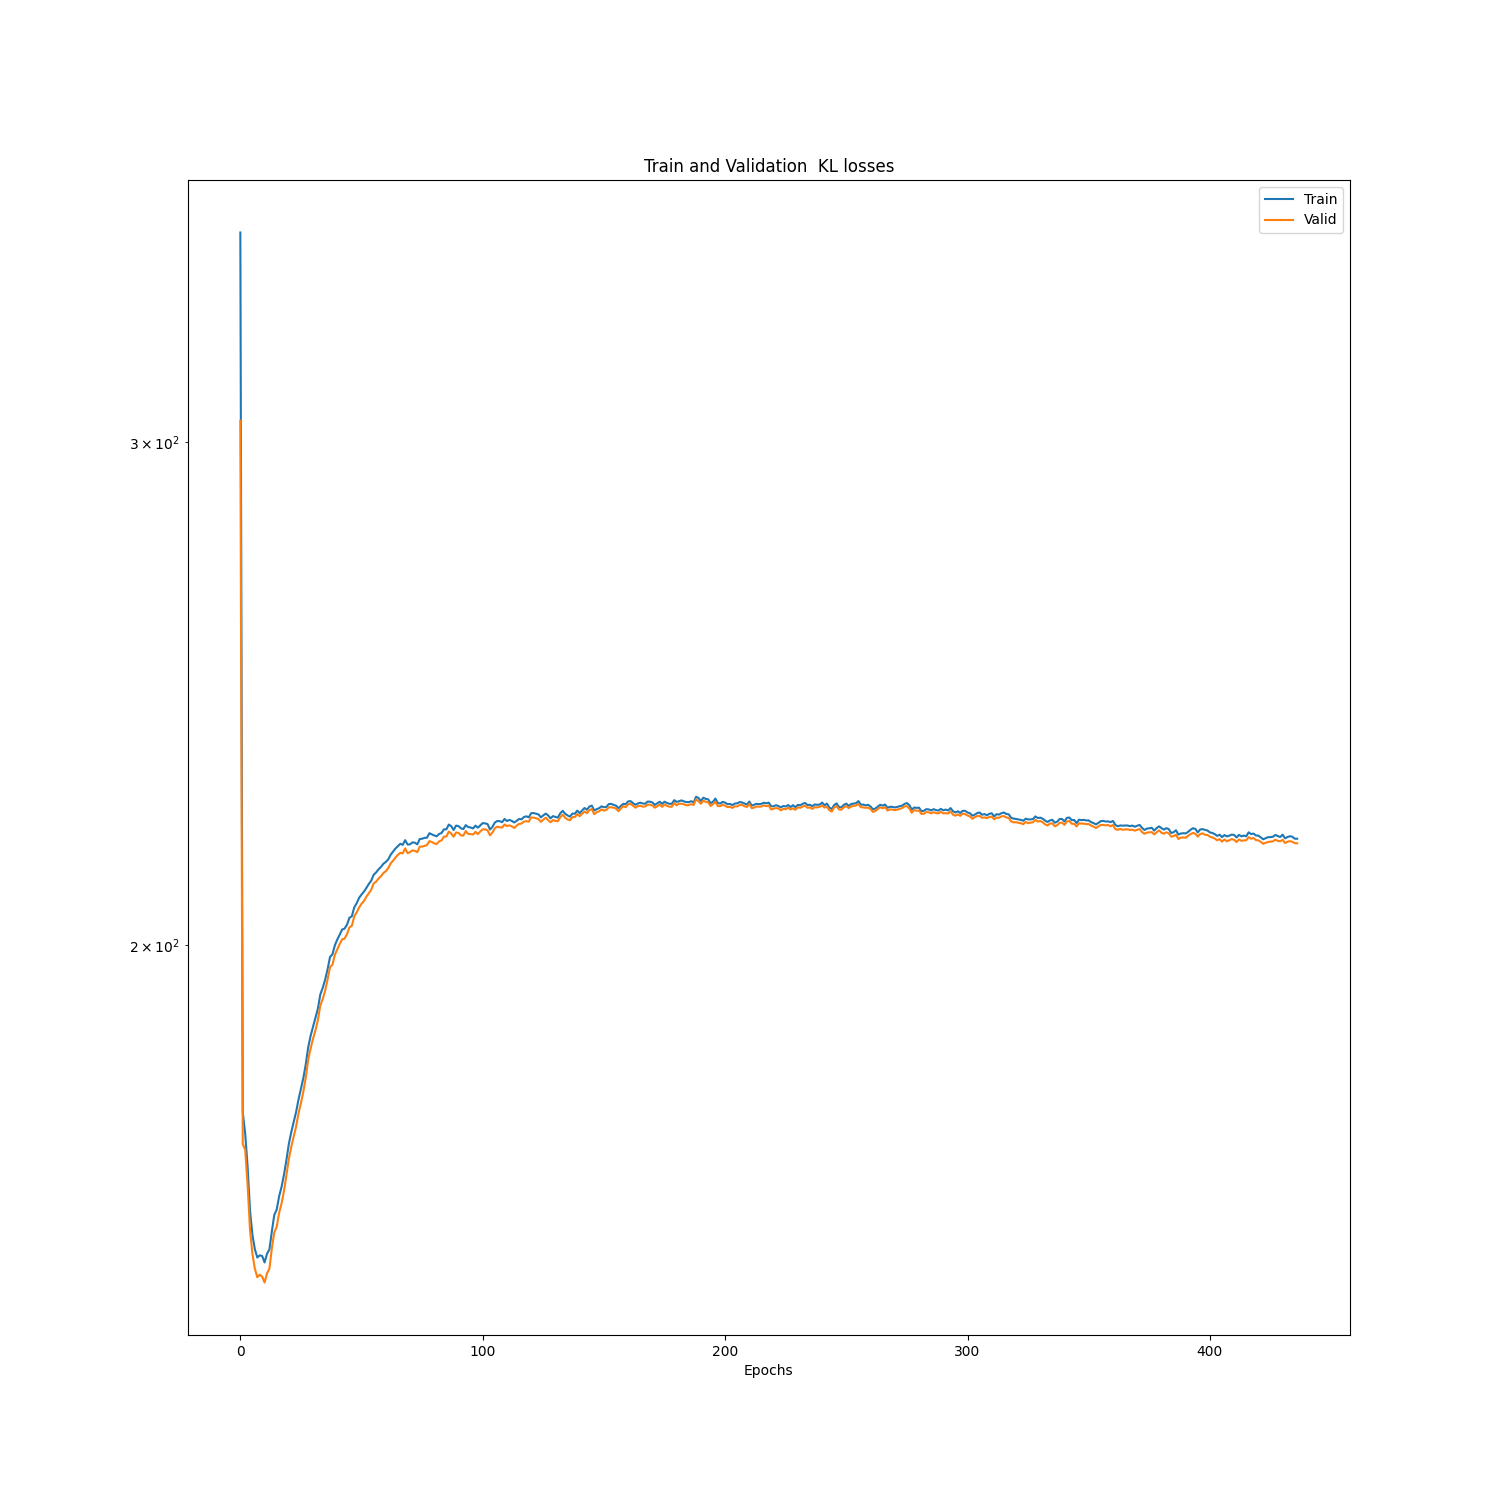 Train and Validation  KL losses
Train
Valid
3 × 10²
2 × 10²
0 100 200 300 400
Epochs